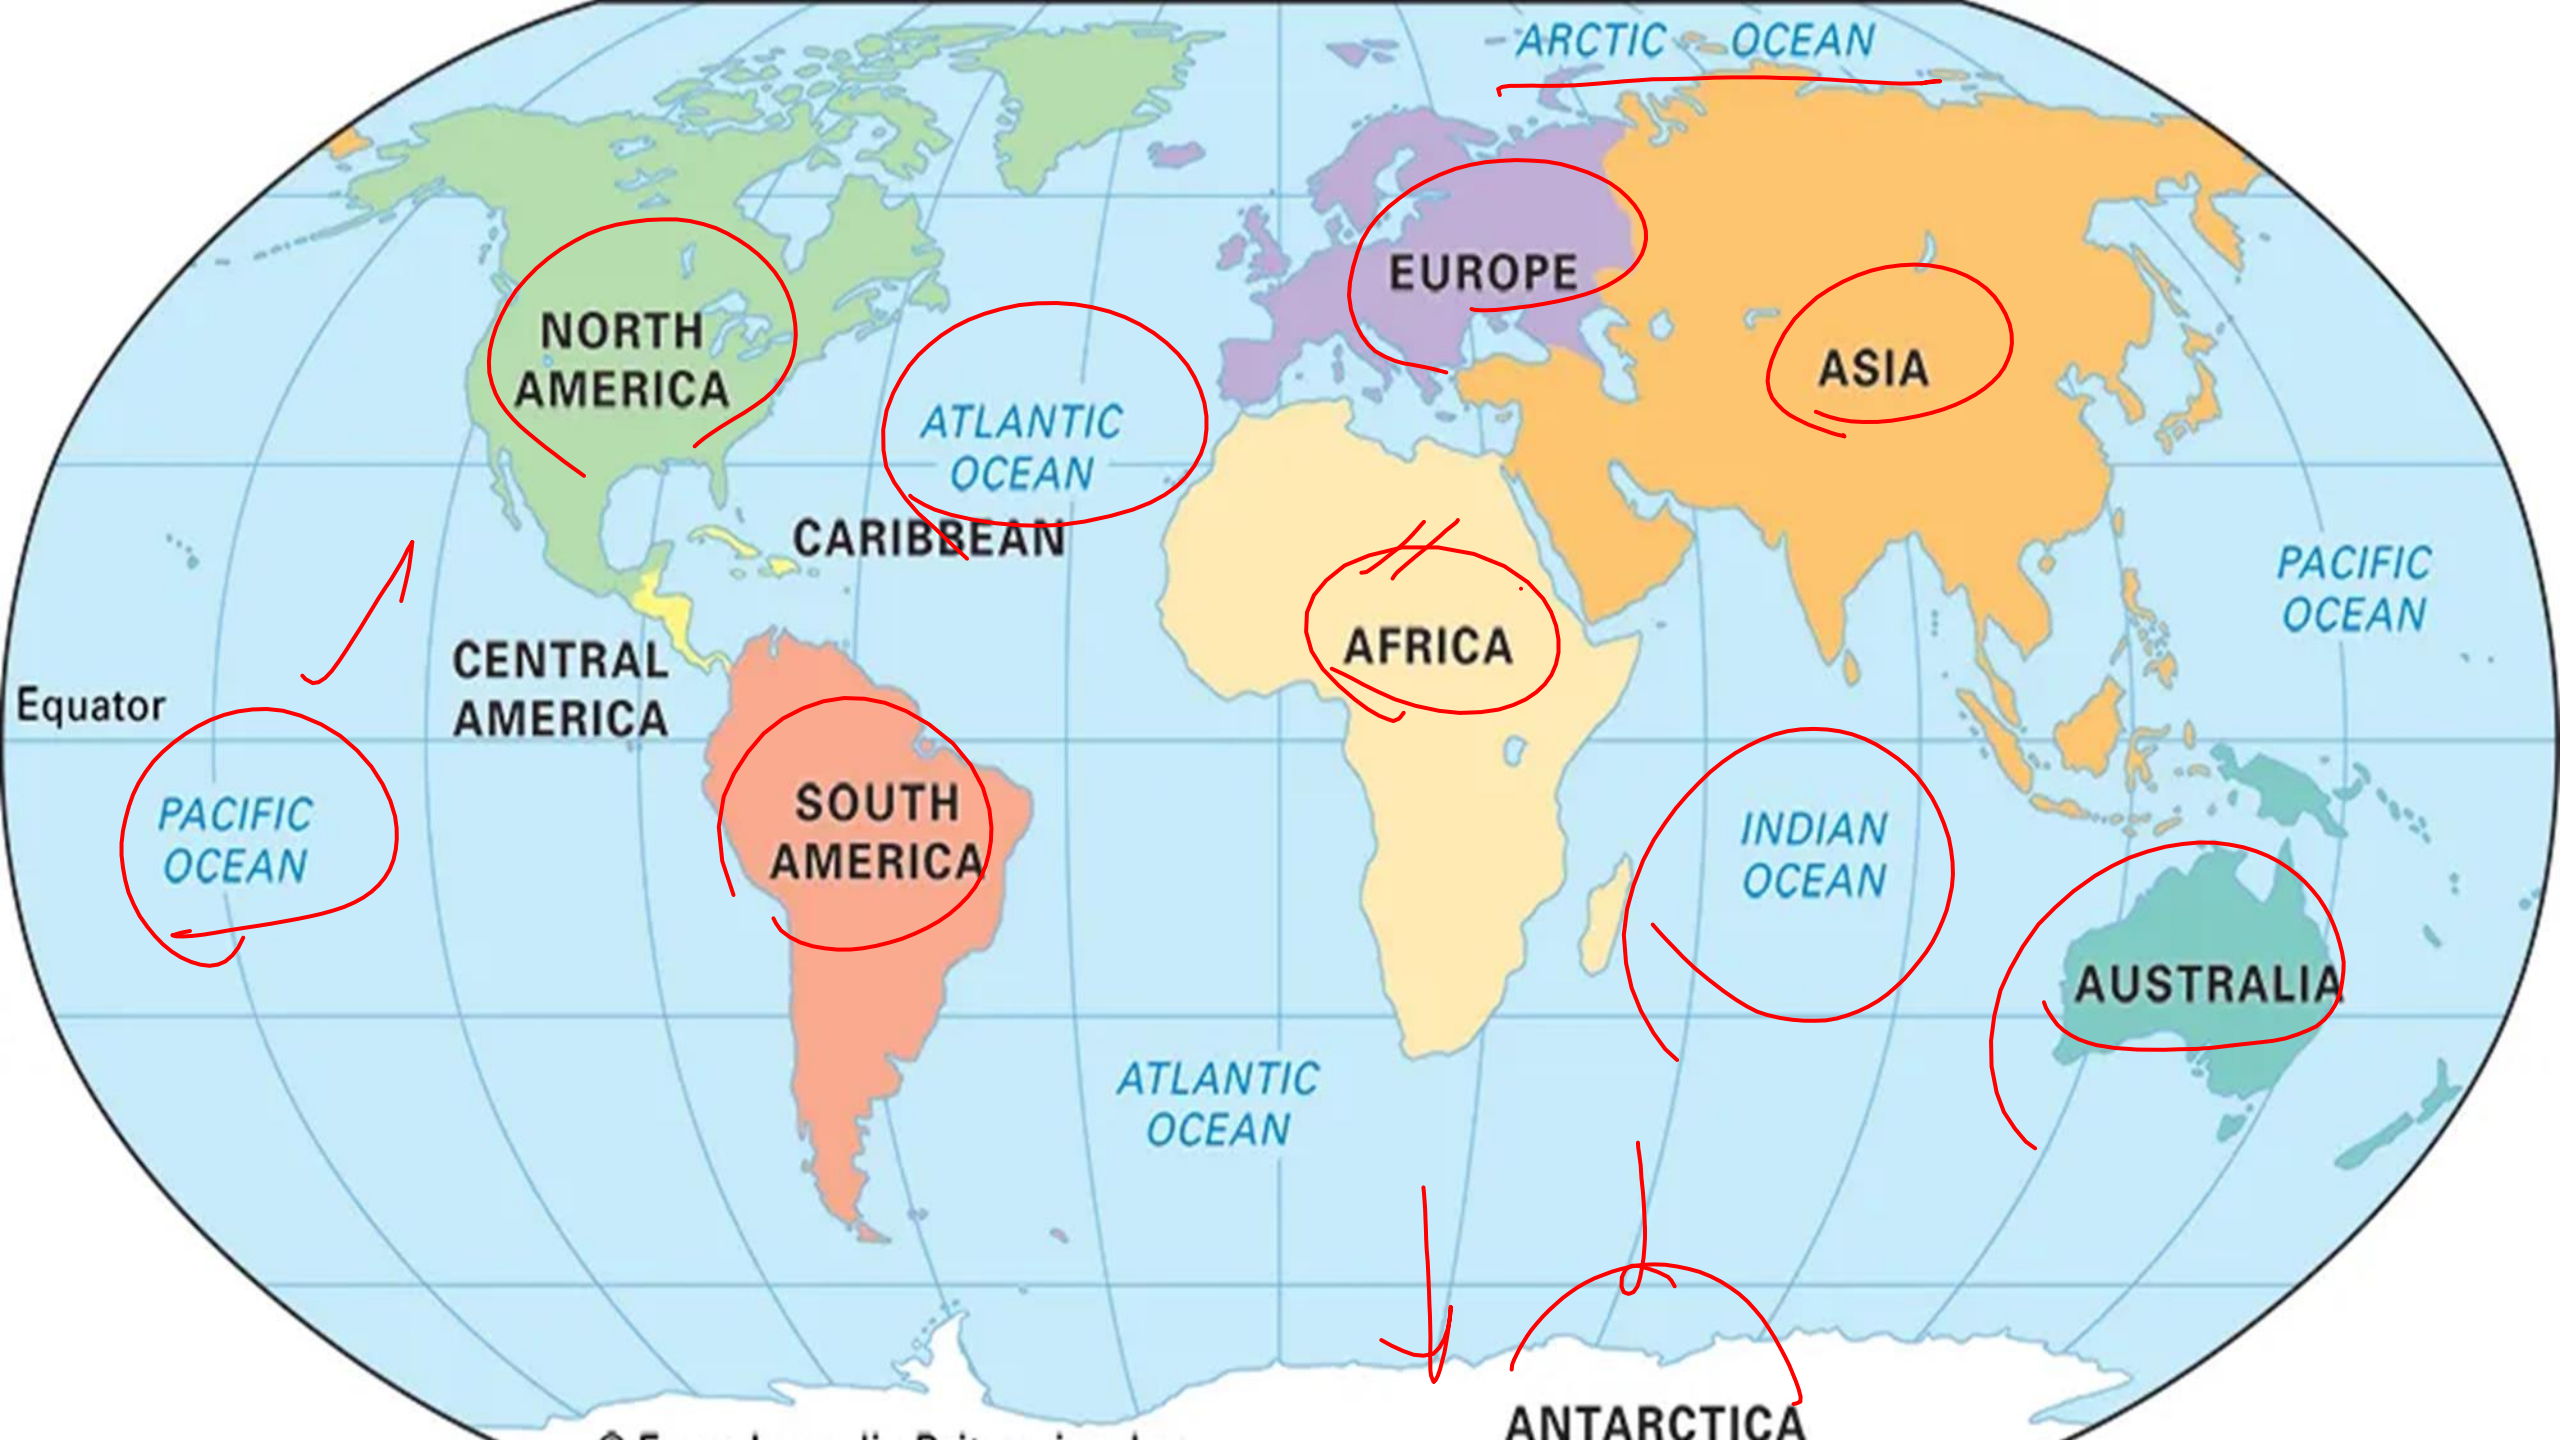 ARCTIC OCEAN
EUROPE
NORTH
AMERICA
ASIA
ATLANTIC
OCEAN
CARIBBEAN
PACIFIC
OCEAN
AFRICA
CENTRAL
AMERICA
Equator
SOUTH
AMERICA
PACIFIC
OCEAN
INDIAN
OCEAN
AUSTRALIA
ATLANTIC
OCEAN
ANTARCTICA